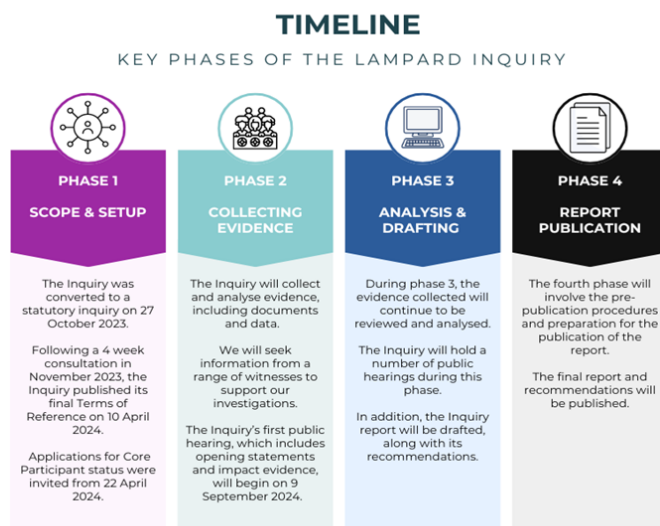 TIMELINE
KEY PHASES OF THE LAMPARD INQUIRY
PHASE 1
SCOPE & SETUP
The Inquiry was
converted to a
statutory inquiry on 27
October 2023.
Following a 4 week
consultation in
November 2023, the
Inquiry published its
final Terms of
Reference on 10 April
2024.
Applications for Core
Participant status were
invited from 22 April
2024.
PHASE 2
COLLECTING
EVIDENCE
The Inquiry will collect
and analyse evidence,
including documents
and data.
We will seek
information from a
range of witnesses to
support our
investigations.
The Inquiry's first public
hearing, which includes
opening statements
and impact evidence,
will begin on 9
September 2024.
PHASE 3
ANALYSIS &
DRAFTING
During phase 3, the
evidence collected will
continue to be
reviewed and analysed.
The Inquiry will hold a
number of public
hearings during this
phase.
In addition, the Inquiry
report will be drafted,
along with its
recommendations.
PHASE 4
REPORT
PUBLICATION
The fourth phase will
involve the pre-
publication procedures
and preparation for the
publication of the
report.
The final report and
recommendations will
be published.